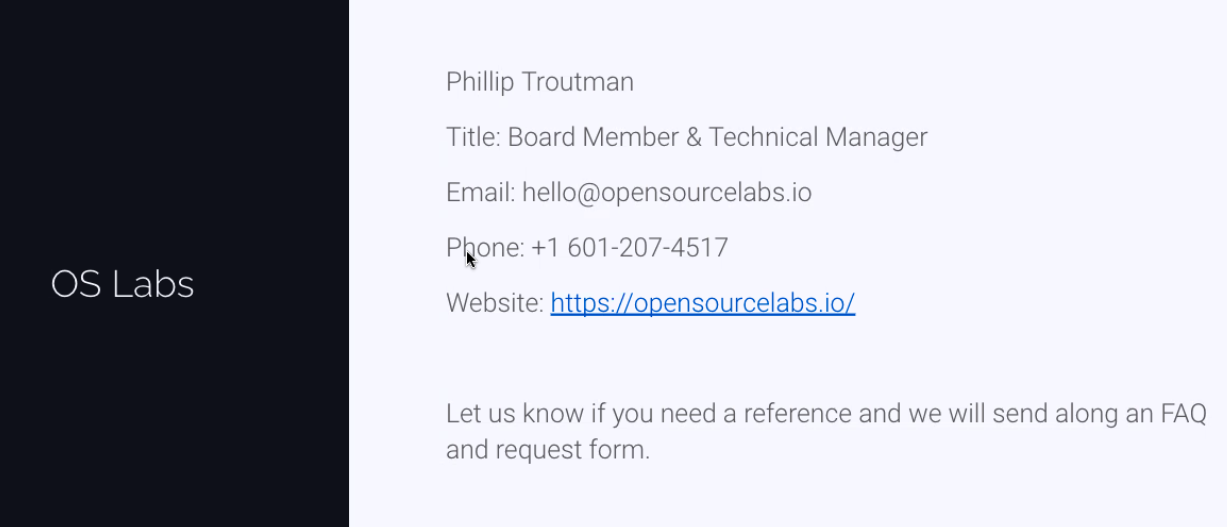 OS Labs
Phillip Troutman
Title: Board Member & Technical Manager
Email: hello@opensourcelabs.io
Phone: +1 601-207-4517
Website: https://opensourcelabs.io/
Let us know if you need a reference and we will send along an FAQ
and request form.